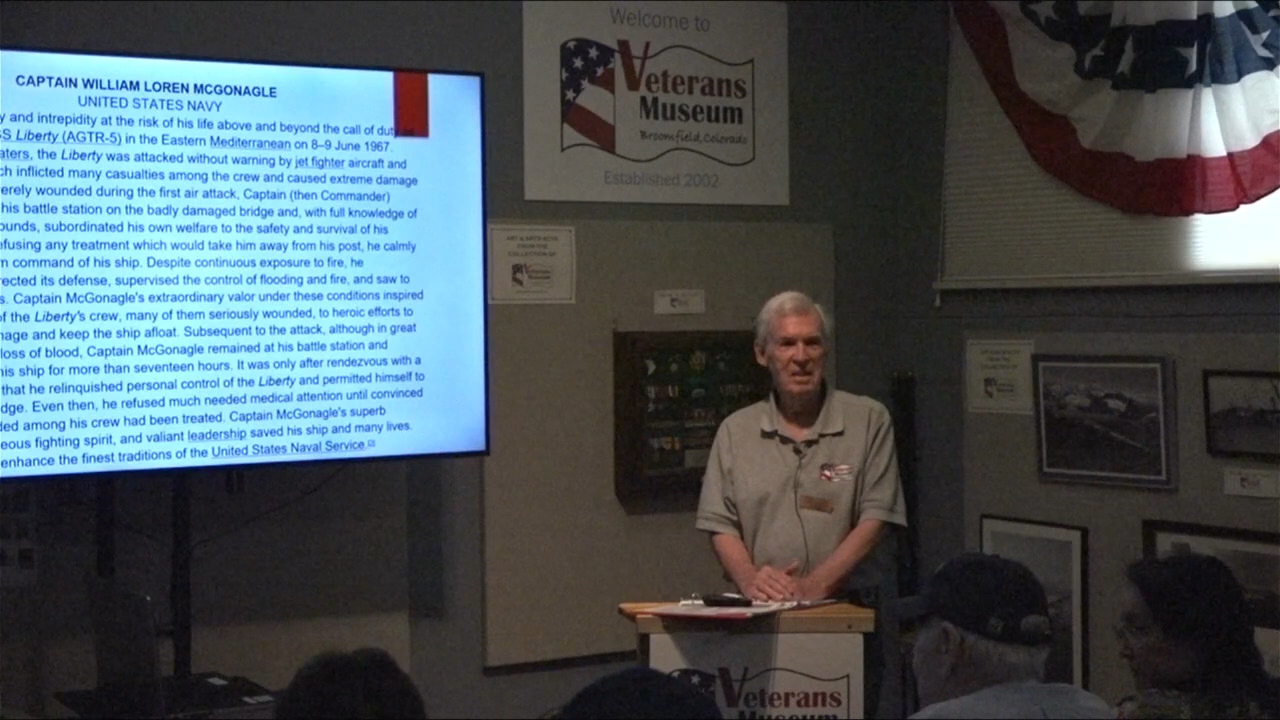 CAPTAIN WILLIAM LOREN MCGONAGLE
UNITED STATES NAVY
y and intrepidity at the risk of his life above and beyond the call of duty
SS Liberty (AGTR-5) in the Eastern Mediterranean on 8–9 June 1967.
aters, the Liberty was attacked without warning by jet fighter aircraft and
ch inflicted many casualties among the crew and caused extreme damage
erely wounded during the first air attack, Captain (then Commander)
his battle station on the badly damaged bridge and, with full knowledge of
ounds, subordinated his own welfare to the safety and survival of his
efusing any treatment which would take him away from his post, he calmly
n command of his ship. Despite continuous exposure to fire, he
rected its defense, supervised the control of flooding and fire, and saw to
s. Captain McGonagle's extraordinary valor under these conditions inspired
of the Liberty's crew, many of them seriously wounded, to heroic efforts to
nage and keep the ship afloat. Subsequent to the attack, although in great
loss of blood, Captain McGonagle remained at his battle station and
his ship for more than seventeen hours. It was only after rendezvous with a
that he relinquished personal control of the Liberty and permitted himself to
dge. Even then, he refused much needed medical attention until convinced
ded among his crew had been treated. Captain McGonagle's superb
eous fighting spirit, and valiant leadership saved his ship and many lives.
enhance the finest traditions of the United States Naval Service.
Welcome to
Veterans
Museum
Broomfield, Colorado
Established 2002
Veterans
Museum